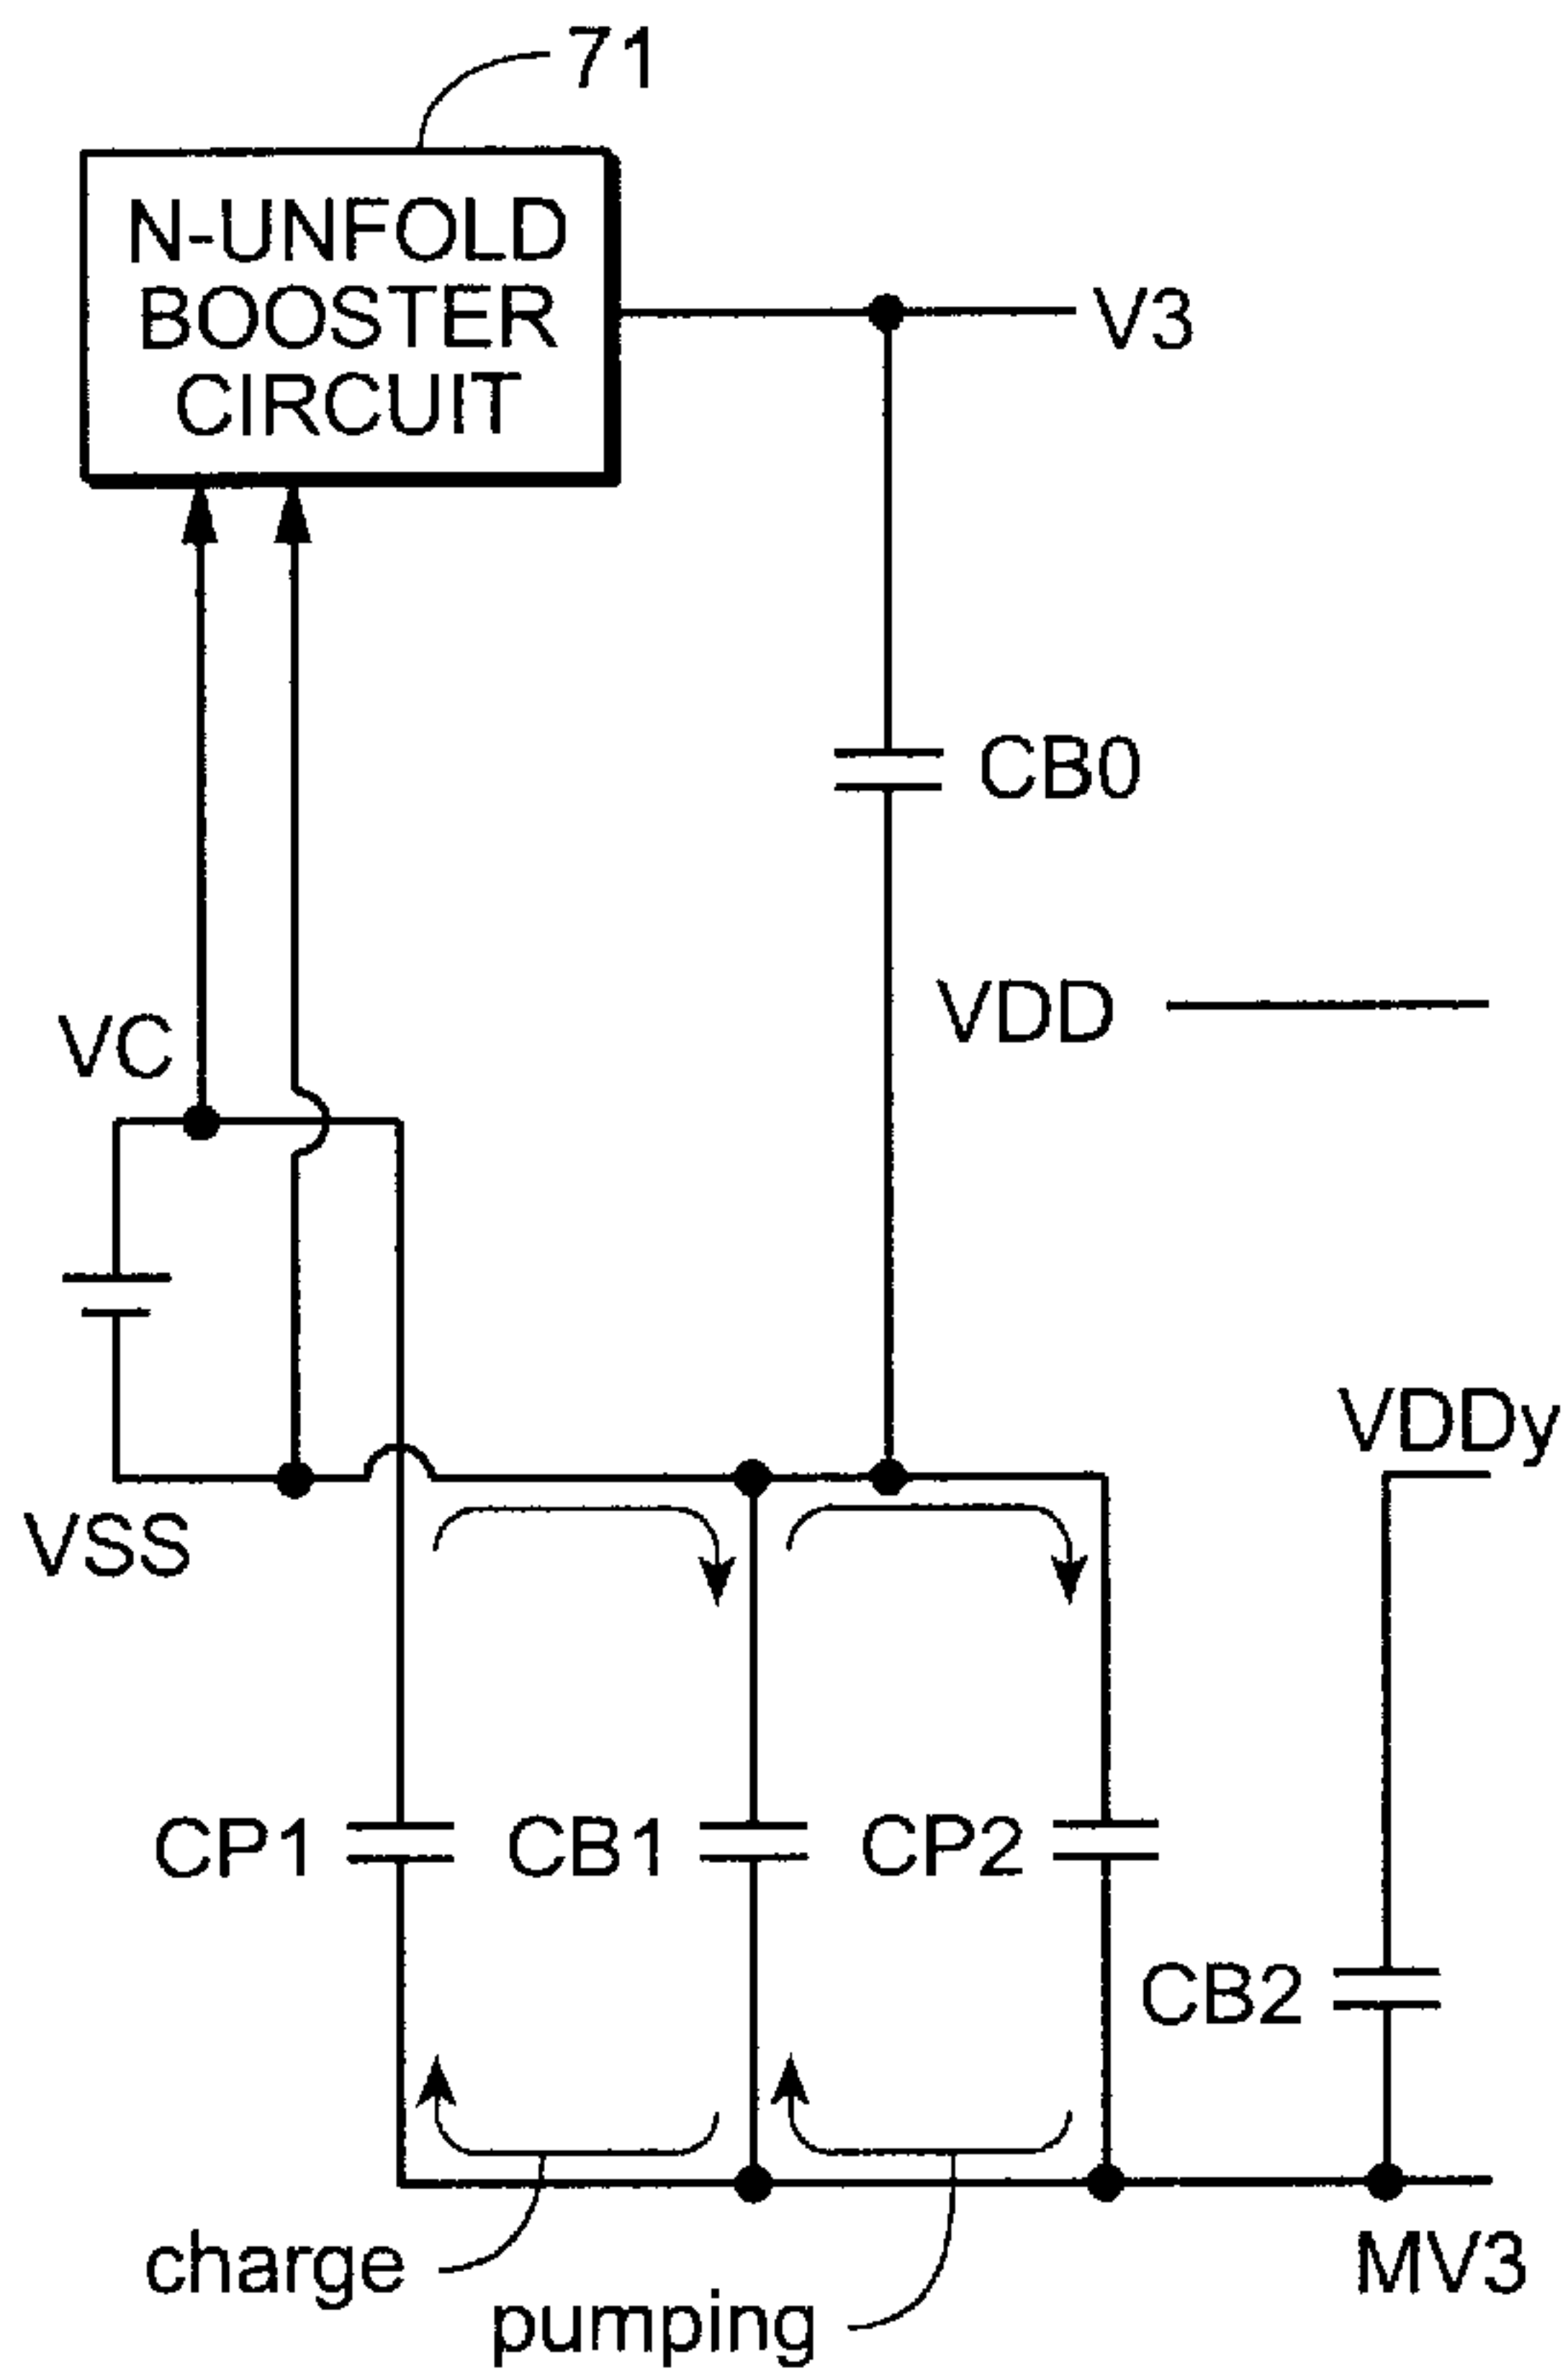 71
N-UNFOLD
BOOSTER
CIRCUIT
V3
CB0
VDD
VC
VDDy
VSS
CP1
CB1
CP2
CB2
charge
pumping
MV3